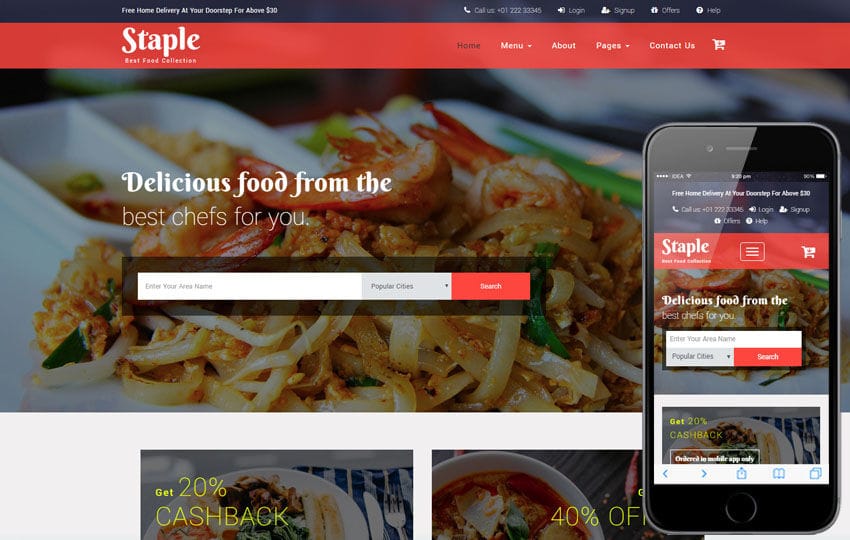 Free Home Delivery At Your Doorstep For Above $30
Call us: +01 222 33345 Login Signup Offers Help
Staple
Best Food Collection
Home Menu About Pages Contact Us
Delicious food from the
best chefs for you.
Enter Your Area Name Popular Cities Search
Get 20%
CASHBACK
G
40% OF
IDEA 9:20 pm 90%
Free Home Delivery At Your Doorstep For Above $30
Call us: +01 222 33345 Login Signup
Offers Help
Staple
Best Food Collection
Delicious food from the
best chefs for you.
Enter Your Area Name
Popular Cities Search
Get 20%
CASHBACK
Ordered in mobile app only